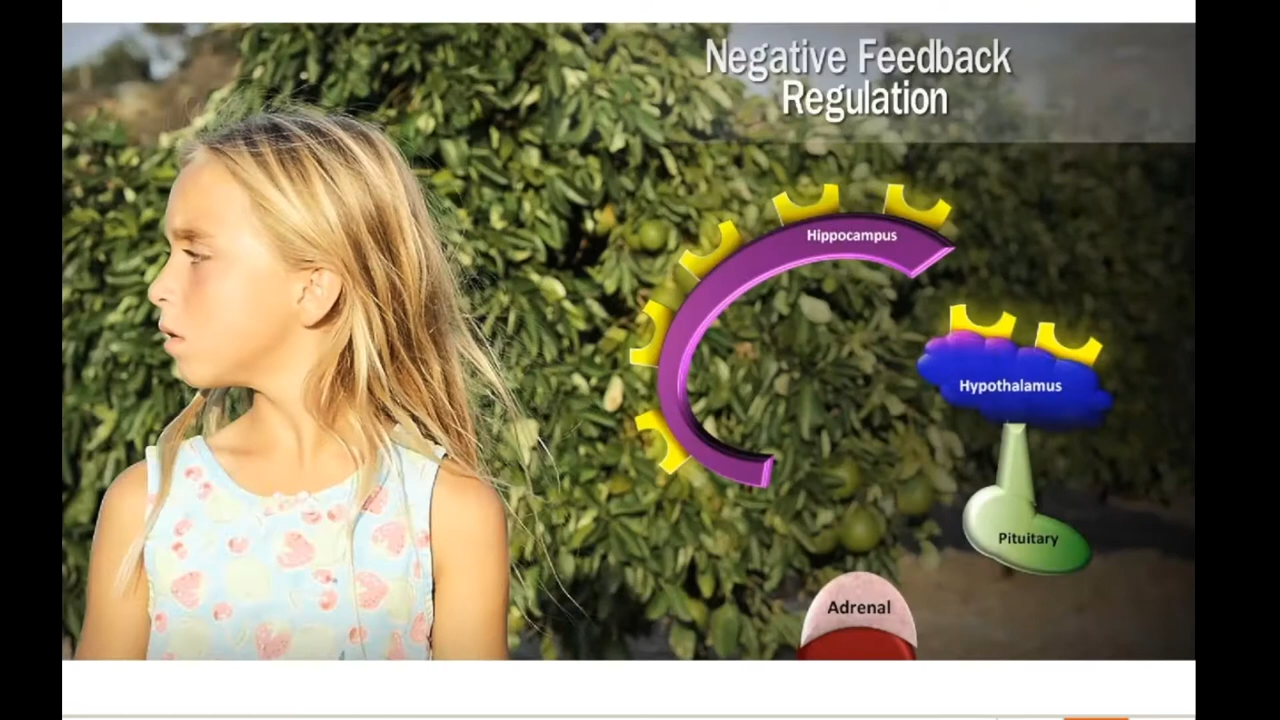 Negative Feedback
Regulation
Hippocampus
Hypothalamus
Pituitary
Adrenal